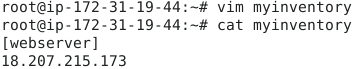 root@ip-172-31-19-44:~# vim myinventory
root@ip-172-31-19-44:~# cat myinventory
[webserver]
18.207.215.173